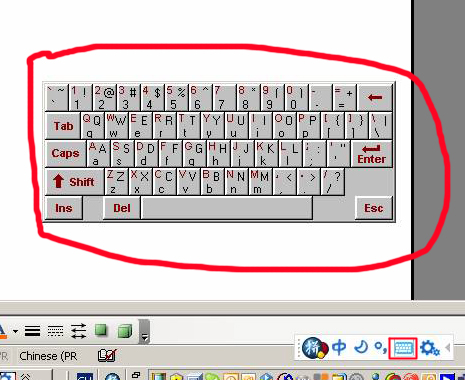 ` ~ 1 ! 2 @ 3 # 4 $ 5 % 6 ^ 7 & 8 * 9 ( 0 ) - = +
Tab Q q W w E e R r T t Y y U u I i O o P p [ { ] } \ |
Caps A a S s D d F f G g H h J j K k L l ; : ' " Enter
Shift Z z X x C c V v B b N n M m , < . > / ?
Ins Del Esc
拼 中
PR Chinese (PR